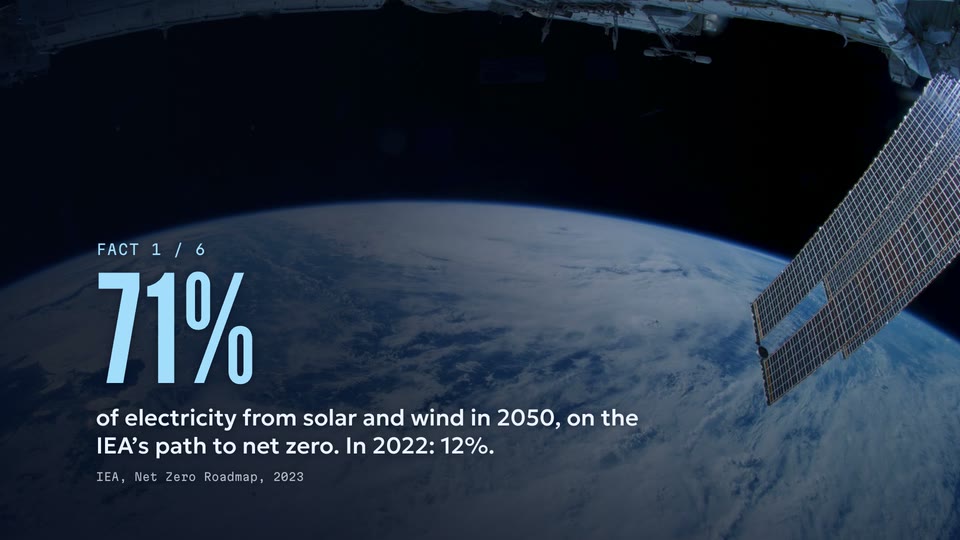 FACT 1 / 6
71%
of electricity from solar and wind in 2050, on the
IEA’s path to net zero. In 2022: 12%.
IEA, Net Zero Roadmap, 2023